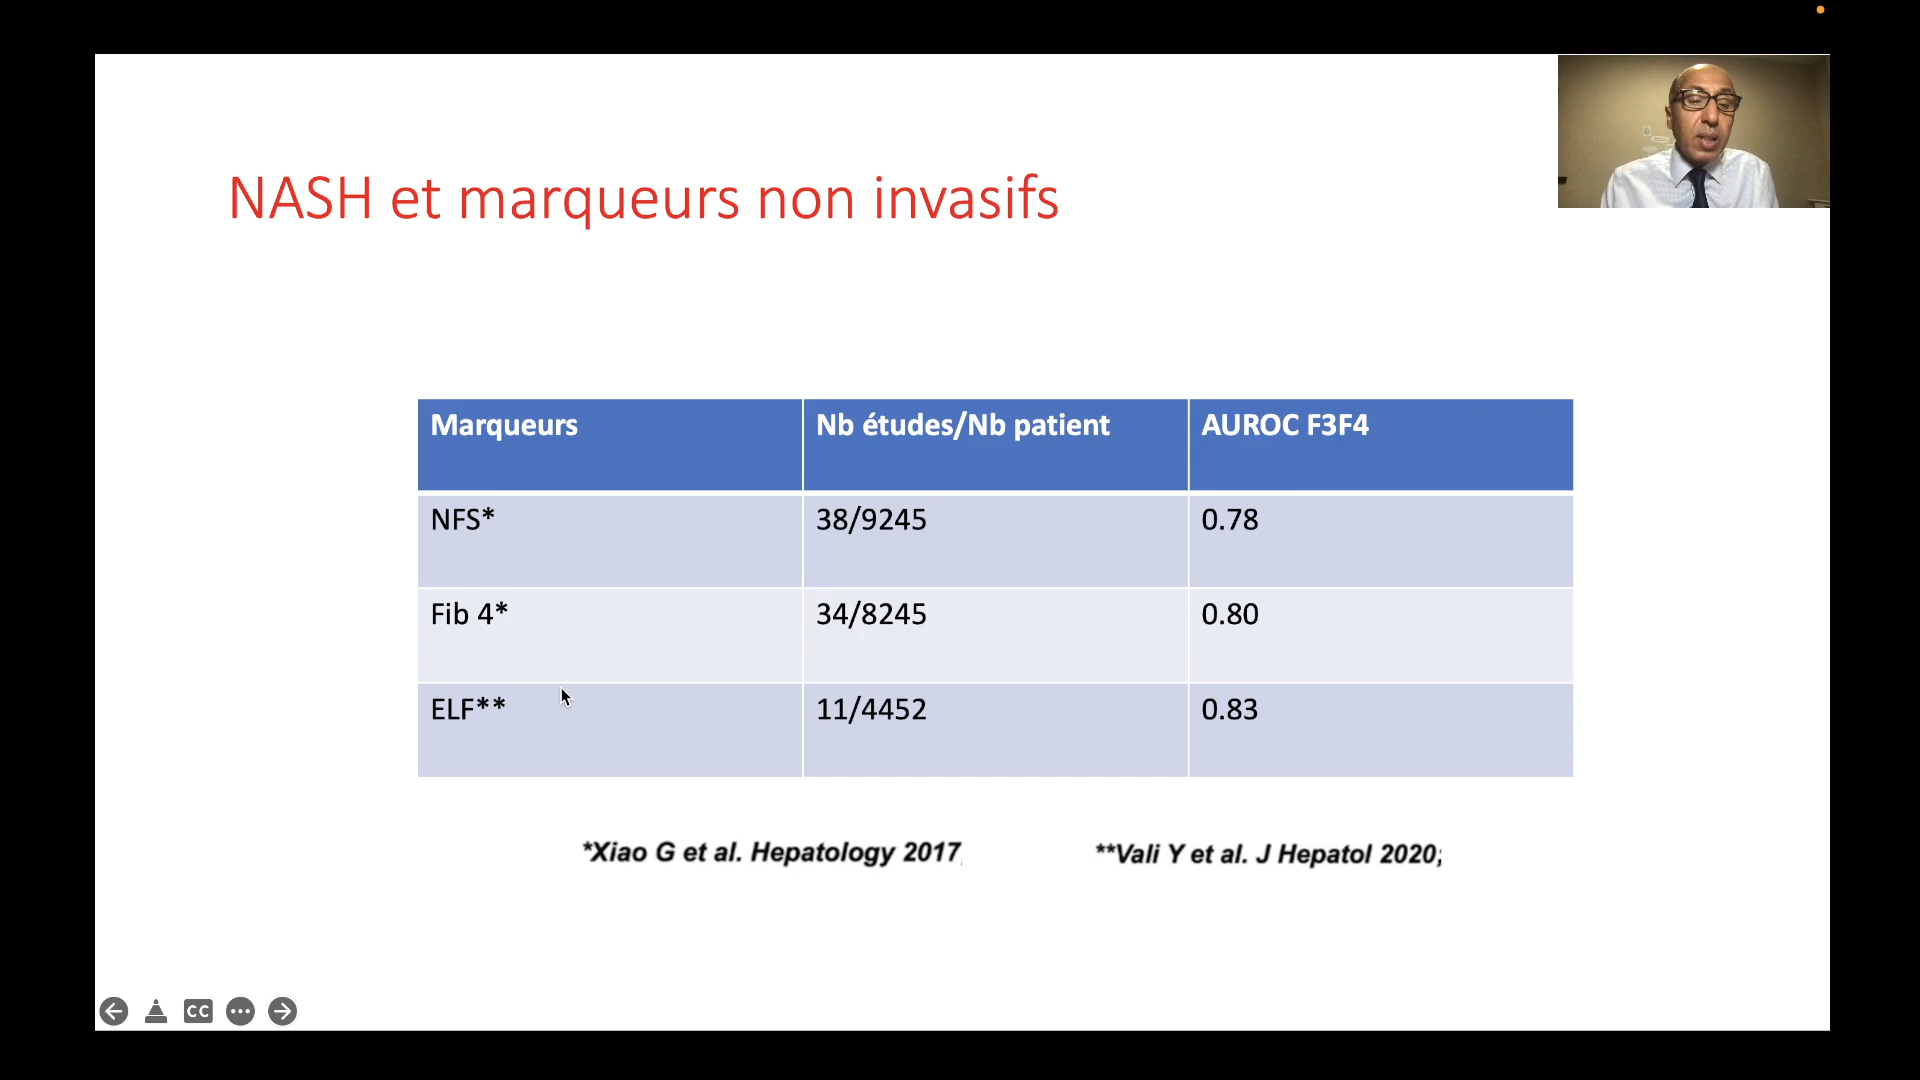 NASH et marqueurs non invasifs
Marqueurs Nb études/Nb patient AUROC F3F4
NFS* 38/9245 0.78
Fib 4* 34/8245 0.80
ELF** 11/4452 0.83
*Xiao G et al. Hepatology 2017 **Vali Y et al. J Hepatol 2020;
CC